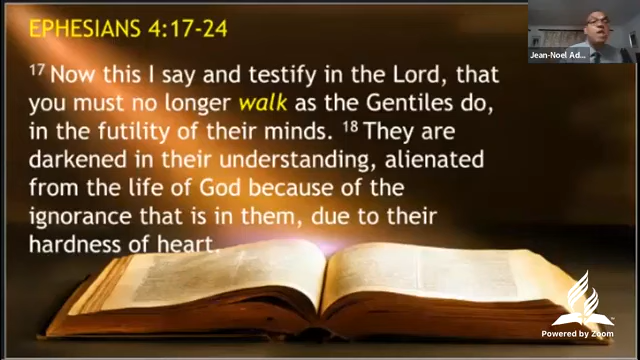 EPHESIANS 4:17-24
17 Now this I say and testify in the Lord, that
you must no longer walk as the Gentiles do,
in the futility of their minds. 18 They are
darkened in their understanding, alienated
from the life of God because of the
ignorance that is in them, due to their
hardness of heart.
Jean-Noel Ad...
Powered by Zoom